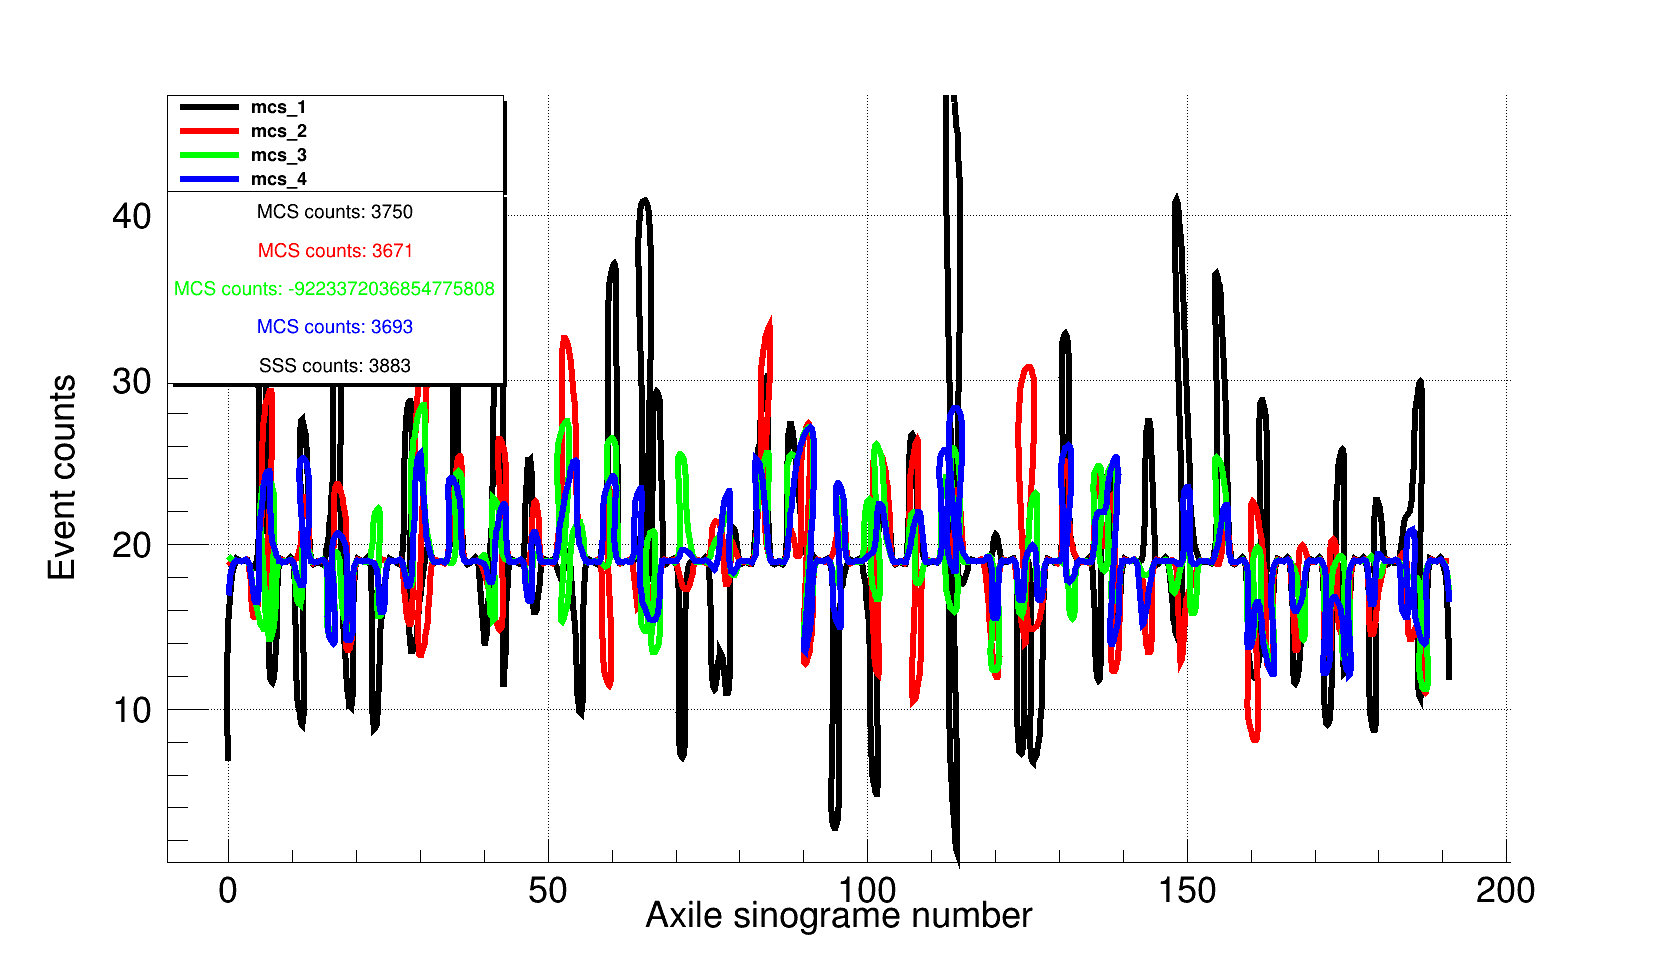 mcs_1
mcs_2
mcs_3
mcs_4
MCS counts: 3750
MCS counts: 3671
MCS counts: -9223372036854775808
MCS counts: 3693
SSS counts: 3883
40
30
20
10
Event counts
0 50 100 150 200
Axile sinograme number